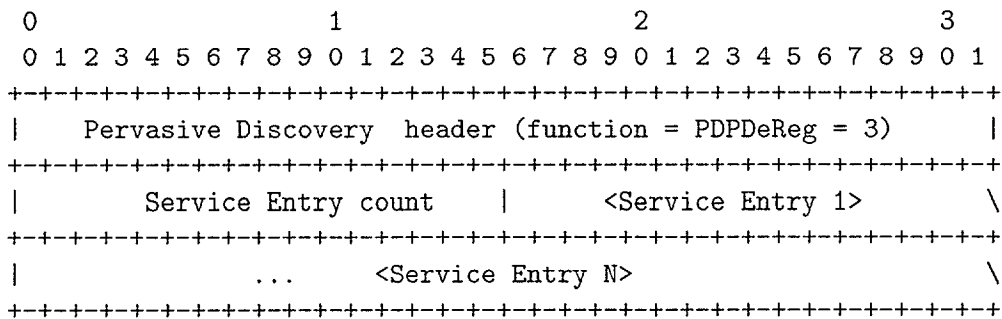 0                   1                   2                   3
 0 1 2 3 4 5 6 7 8 9 0 1 2 3 4 5 6 7 8 9 0 1 2 3 4 5 6 7 8 9 0 1
+-+-+-+-+-+-+-+-+-+-+-+-+-+-+-+-+-+-+-+-+-+-+-+-+-+-+-+-+-+-+-+-+
|    Pervasive Discovery  header (function = PDPDeReg = 3)      |
+-+-+-+-+-+-+-+-+-+-+-+-+-+-+-+-+-+-+-+-+-+-+-+-+-+-+-+-+-+-+-+-+
|        Service Entry count    |      <Service Entry 1>        \
+-+-+-+-+-+-+-+-+-+-+-+-+-+-+-+-+-+-+-+-+-+-+-+-+-+-+-+-+-+-+-+-+
|               ...     <Service Entry N>                       \
+-+-+-+-+-+-+-+-+-+-+-+-+-+-+-+-+-+-+-+-+-+-+-+-+-+-+-+-+-+-+-+-+